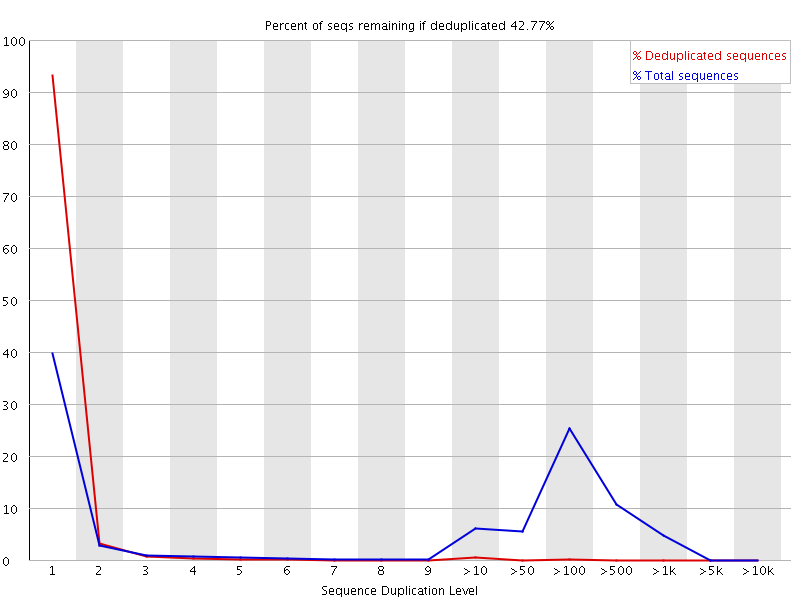 Percent of seqs remaining if deduplicated 42.77%
% Deduplicated sequences
% Total sequences
100
90
80
70
60
50
40
30
20
10
0
1 2 3 4 5 6 7 8 9 >10 >50 >100 >500 >1k >5k >10k
Sequence Duplication Level